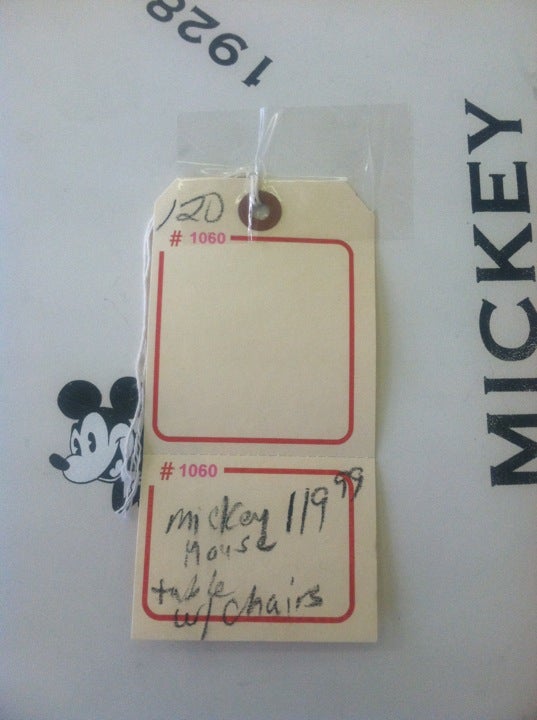 1928
MICKEY
120
# 1060
# 1060
Mickey 119 99
Mouse
table
w/ chairs